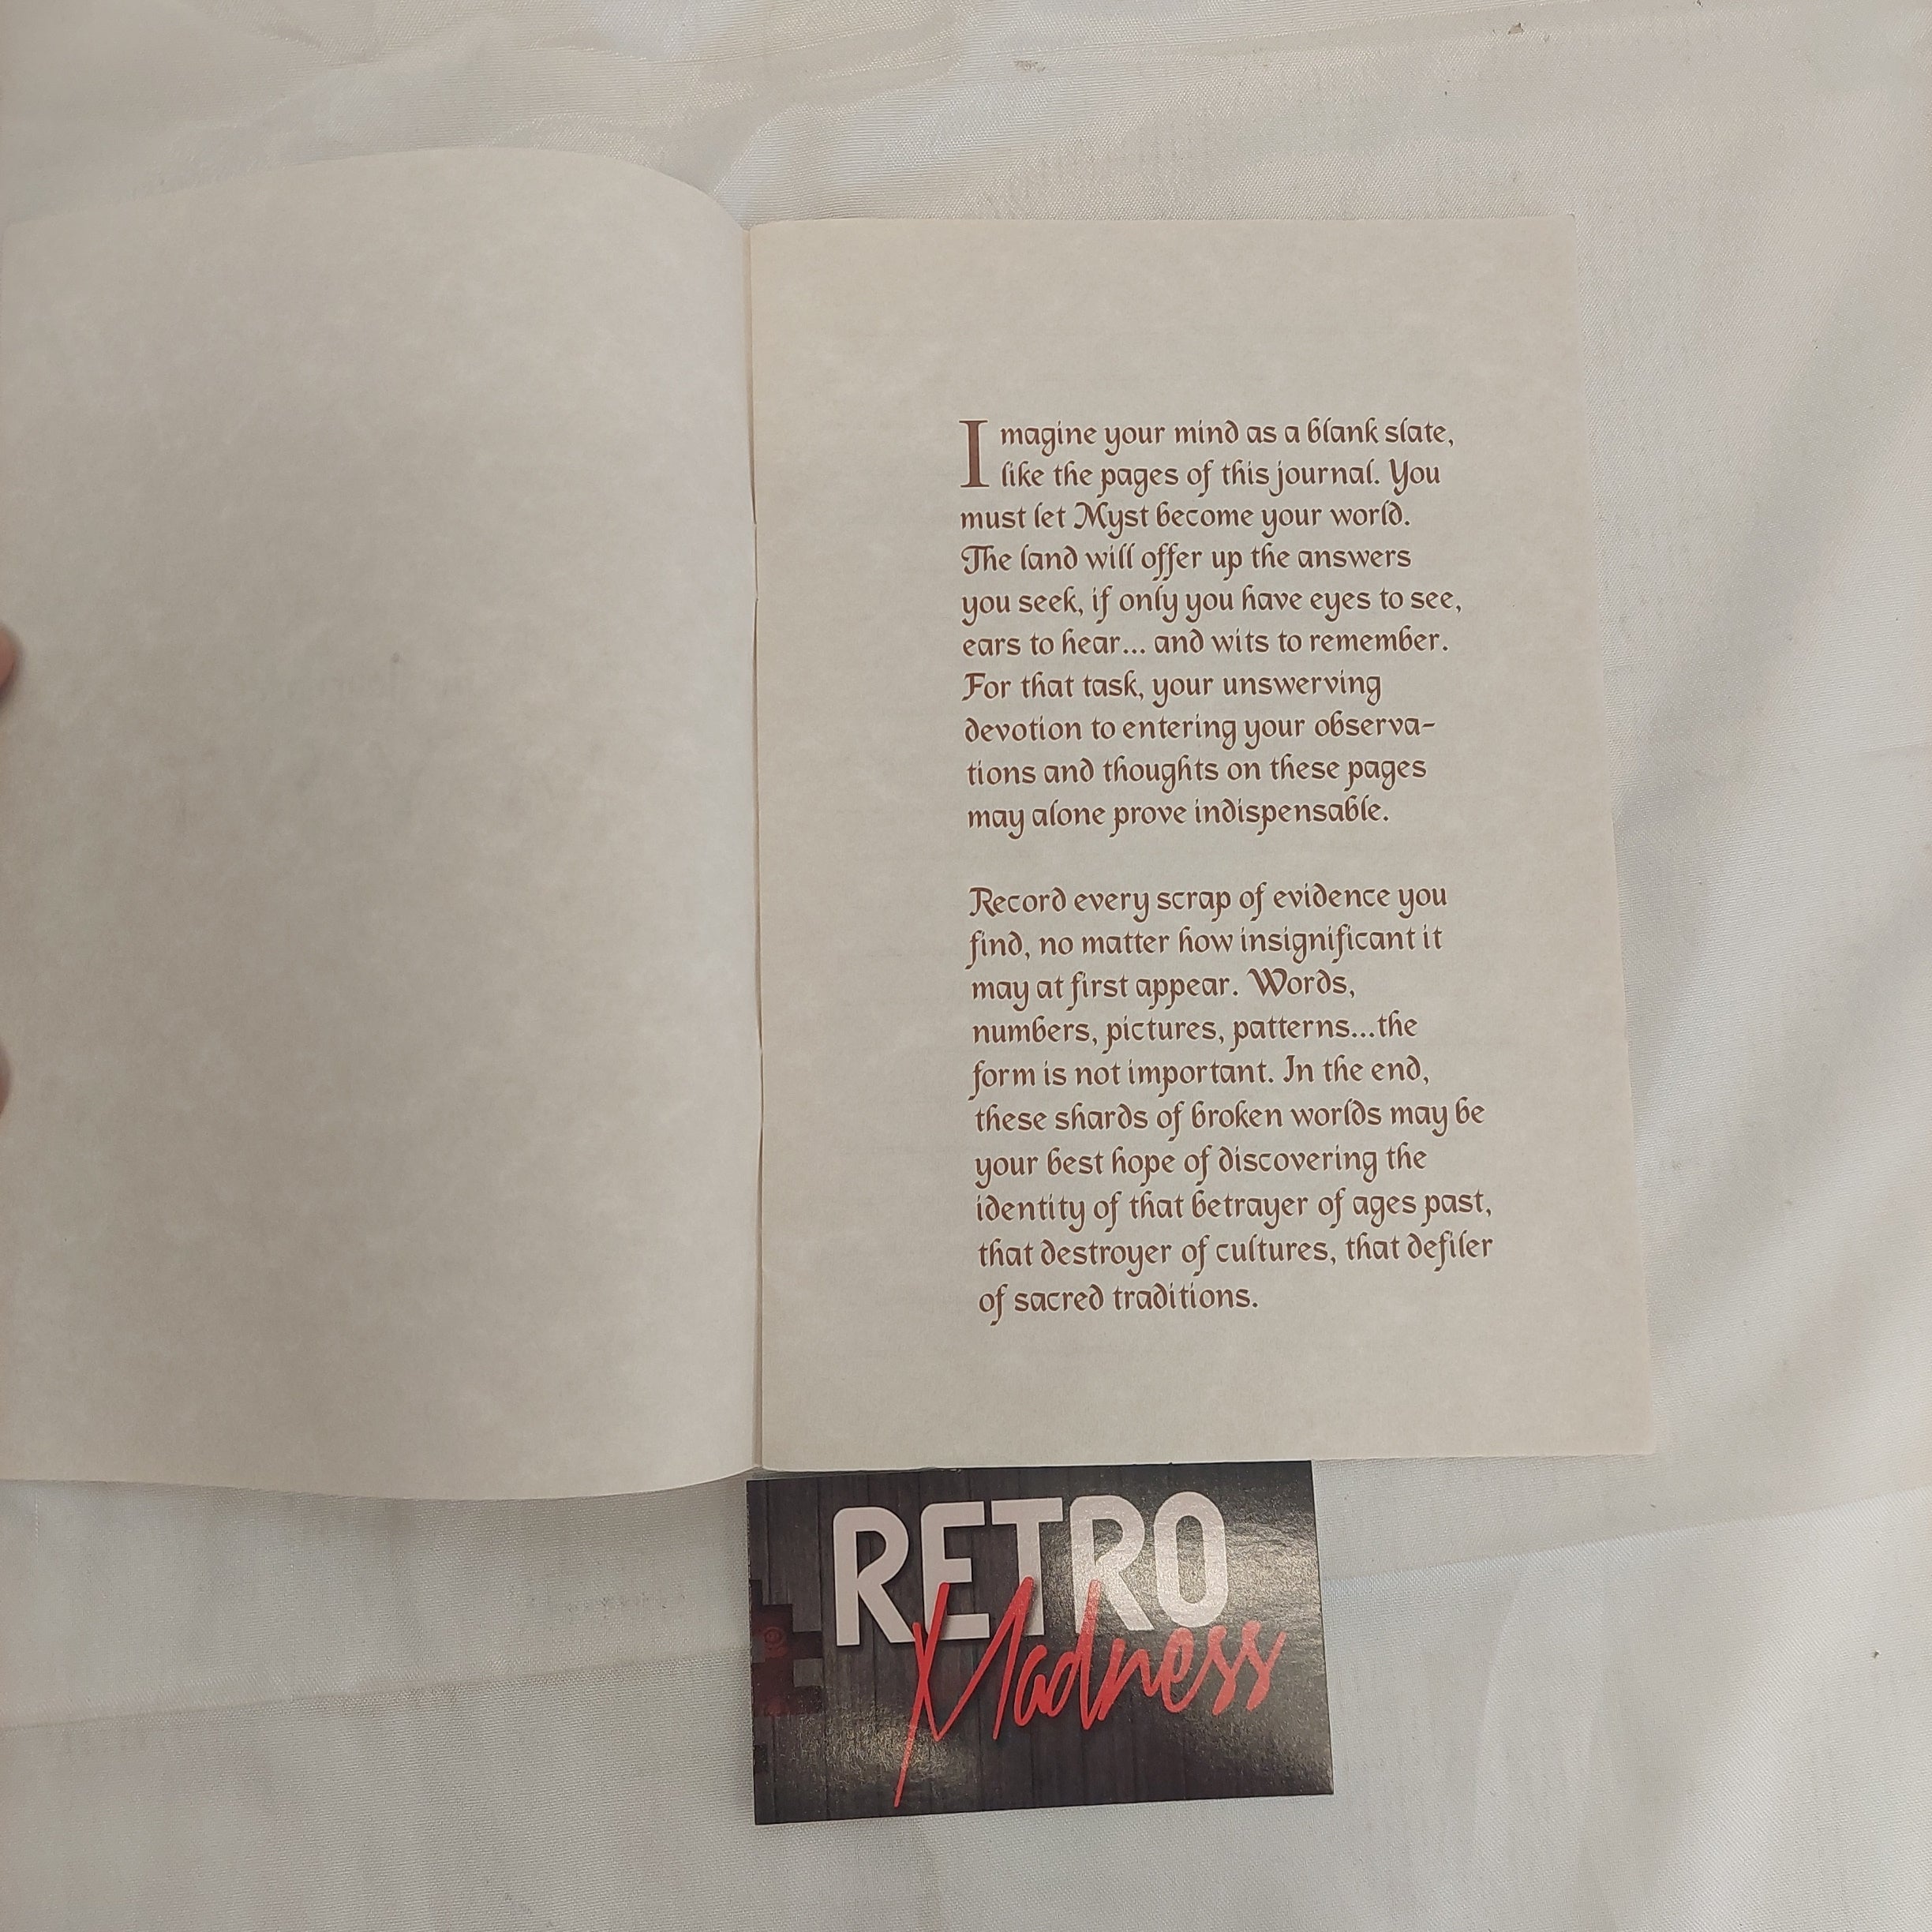 Imagine your mind as a blank slate,
like the pages of this journal. You
must let Myst become your world.
The land will offer up the answers
you seek, if only you have eyes to see,
ears to hear... and wits to remember.
For that task, your unswerving
devotion to entering your observa-
tions and thoughts on these pages
may alone prove indispensable.
Record every scrap of evidence you
find, no matter how insignificant it
may at first appear. Words,
numbers, pictures, patterns...the
form is not important. In the end,
these shards of broken worlds may be
your best hope of discovering the
identity of that betrayer of ages past,
that destroyer of cultures, that defiler
of sacred traditions.
RETRO
Madness